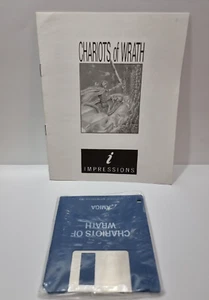 CHARIOTS of WRATH
i
IMPRESSIONS
AMIGA
CHARIOTS OF
WRATH